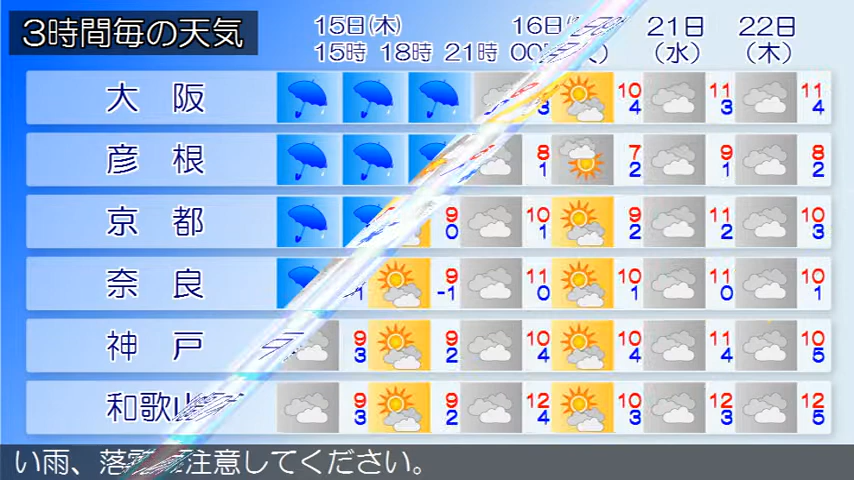 3時間毎の天気
15日(木) 16日 21日 22日
15時 18時 21時 00 (水) (木)
大阪 3 10 4 11 3 11 4
彦根 8 1 7 2 9 1 8 2
京都 9 0 10 1 9 2 11 2 10 3
奈良 1 9 -1 11 0 10 1 11 0 10 1
神戸 9 3 9 2 10 4 10 4 11 4 10 5
和歌山 9 3 9 2 12 4 10 3 12 3 12 5
い雨、落 注意してください。